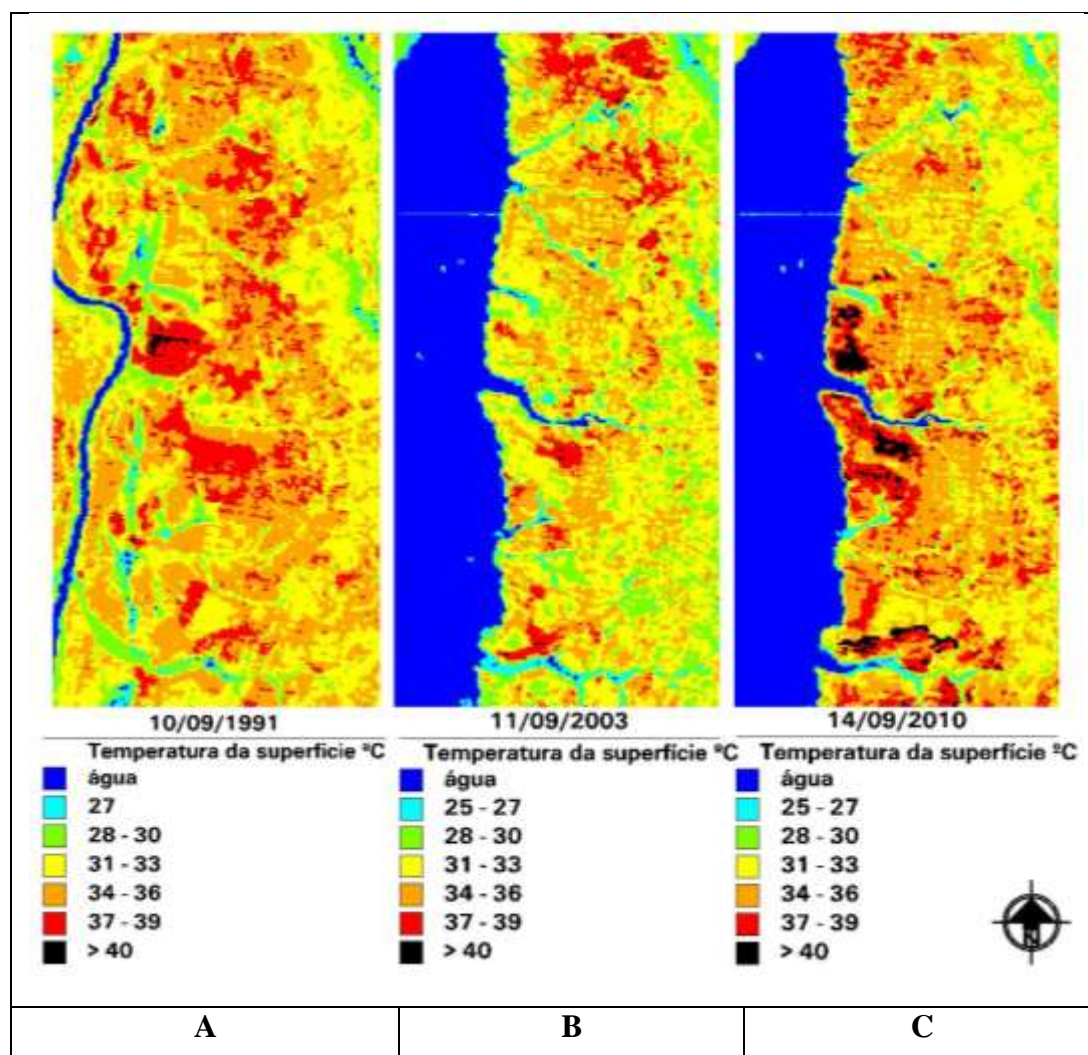 10/09/1991
Temperatura da superfície ºC
água
27
28 - 30
31 - 33
34 - 36
37 - 39
> 40
11/09/2003
Temperatura da superfície ºC
água
25 - 27
28 - 30
31 - 33
34 - 36
37 - 39
> 40
14/09/2010
Temperatura da superfície ºC
água
25 - 27
28 - 30
31 - 33
34 - 36
37 - 39
> 40
N
A
B
C